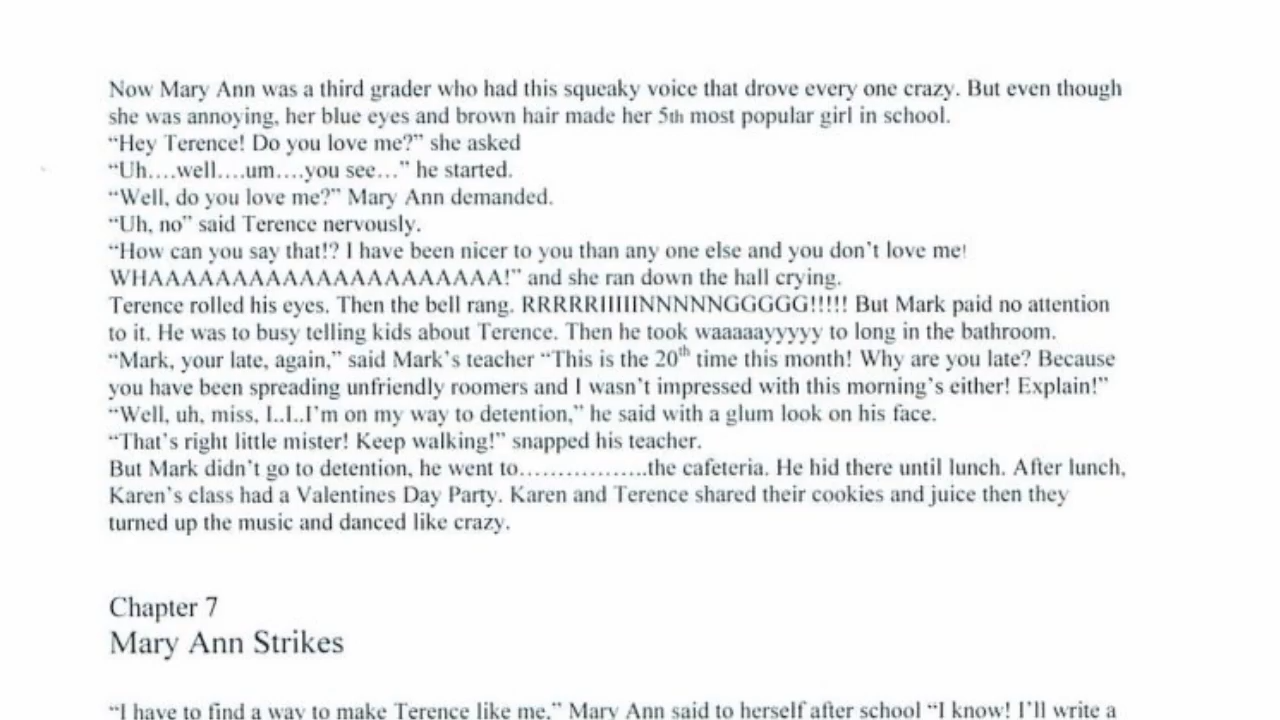 Now Mary Ann was a third grader who had this squeaky voice that drove every one crazy. But even though
she was annoying, her blue eyes and brown hair made her 5th most popular girl in school.
“Hey Terence! Do you love me?” she asked
“Uh….well….um….you see…” he started.
“Well, do you love me?” Mary Ann demanded.
“Uh, no” said Terence nervously.
“How can you say that!? I have been nicer to you than any one else and you don’t love me!
WHAAAAAAAAAAAAAAAAAAAAA!” and she ran down the hall crying.
Terence rolled his eyes. Then the bell rang. RRRRRIIIIINNNNNGGGGG!!!!! But Mark paid no attention
to it. He was to busy telling kids about Terence. Then he took waaaaayyyyy to long in the bathroom.
“Mark, your late, again,” said Mark’s teacher “This is the 20th time this month! Why are you late? Because
you have been spreading unfriendly roomers and I wasn’t impressed with this morning’s either! Explain!”
“Well, uh, miss, I..I..I’m on my way to detention,” he said with a glum look on his face.
“That’s right little mister! Keep walking!” snapped his teacher.
But Mark didn’t go to detention, he went to……………..the cafeteria. He hid there until lunch. After lunch,
Karen’s class had a Valentines Day Party. Karen and Terence shared their cookies and juice then they
turned up the music and danced like crazy.
Chapter 7
Mary Ann Strikes
“I have to find a way to make Terence like me.” Mary Ann said to herself after school “I know! I’ll write a